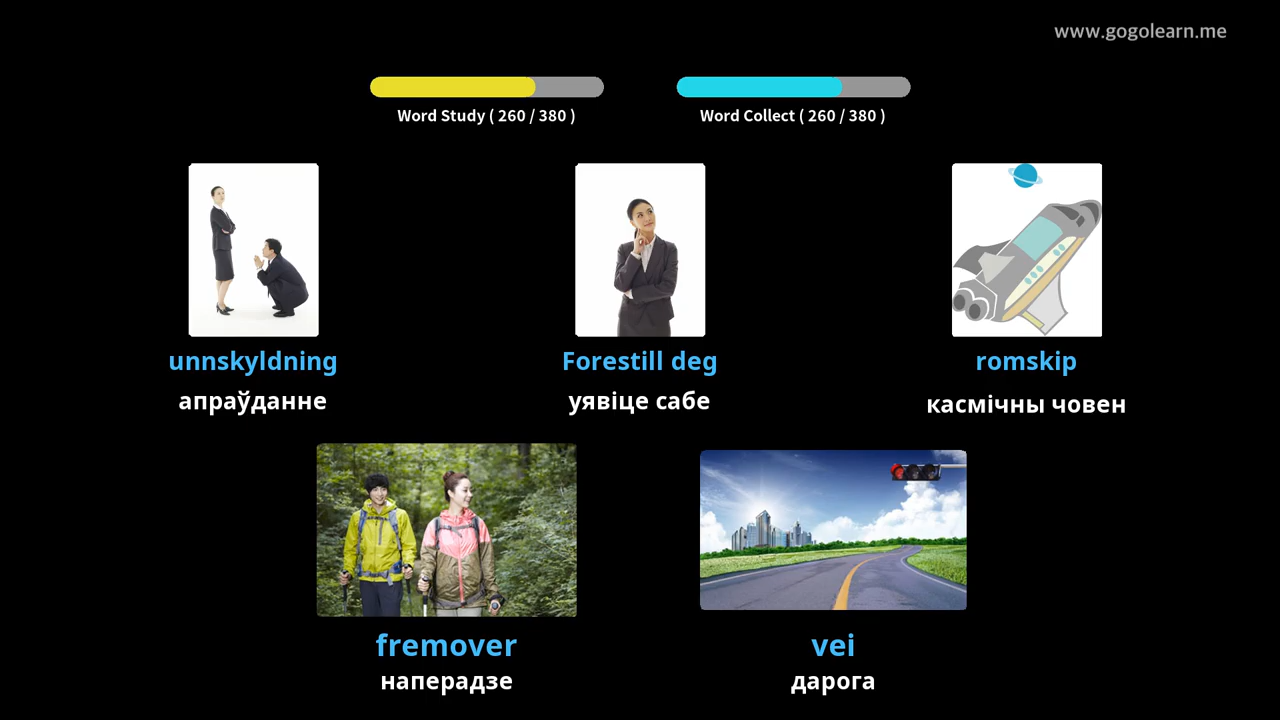 www.gogolearn.me
Word Study ( 260 / 380 )
Word Collect ( 260 / 380 )
unnskyldning
Forestill deg
romskip
апраўданне
уявіце сабе
касмічны човен
fremover
vei
наперадзе
дарога